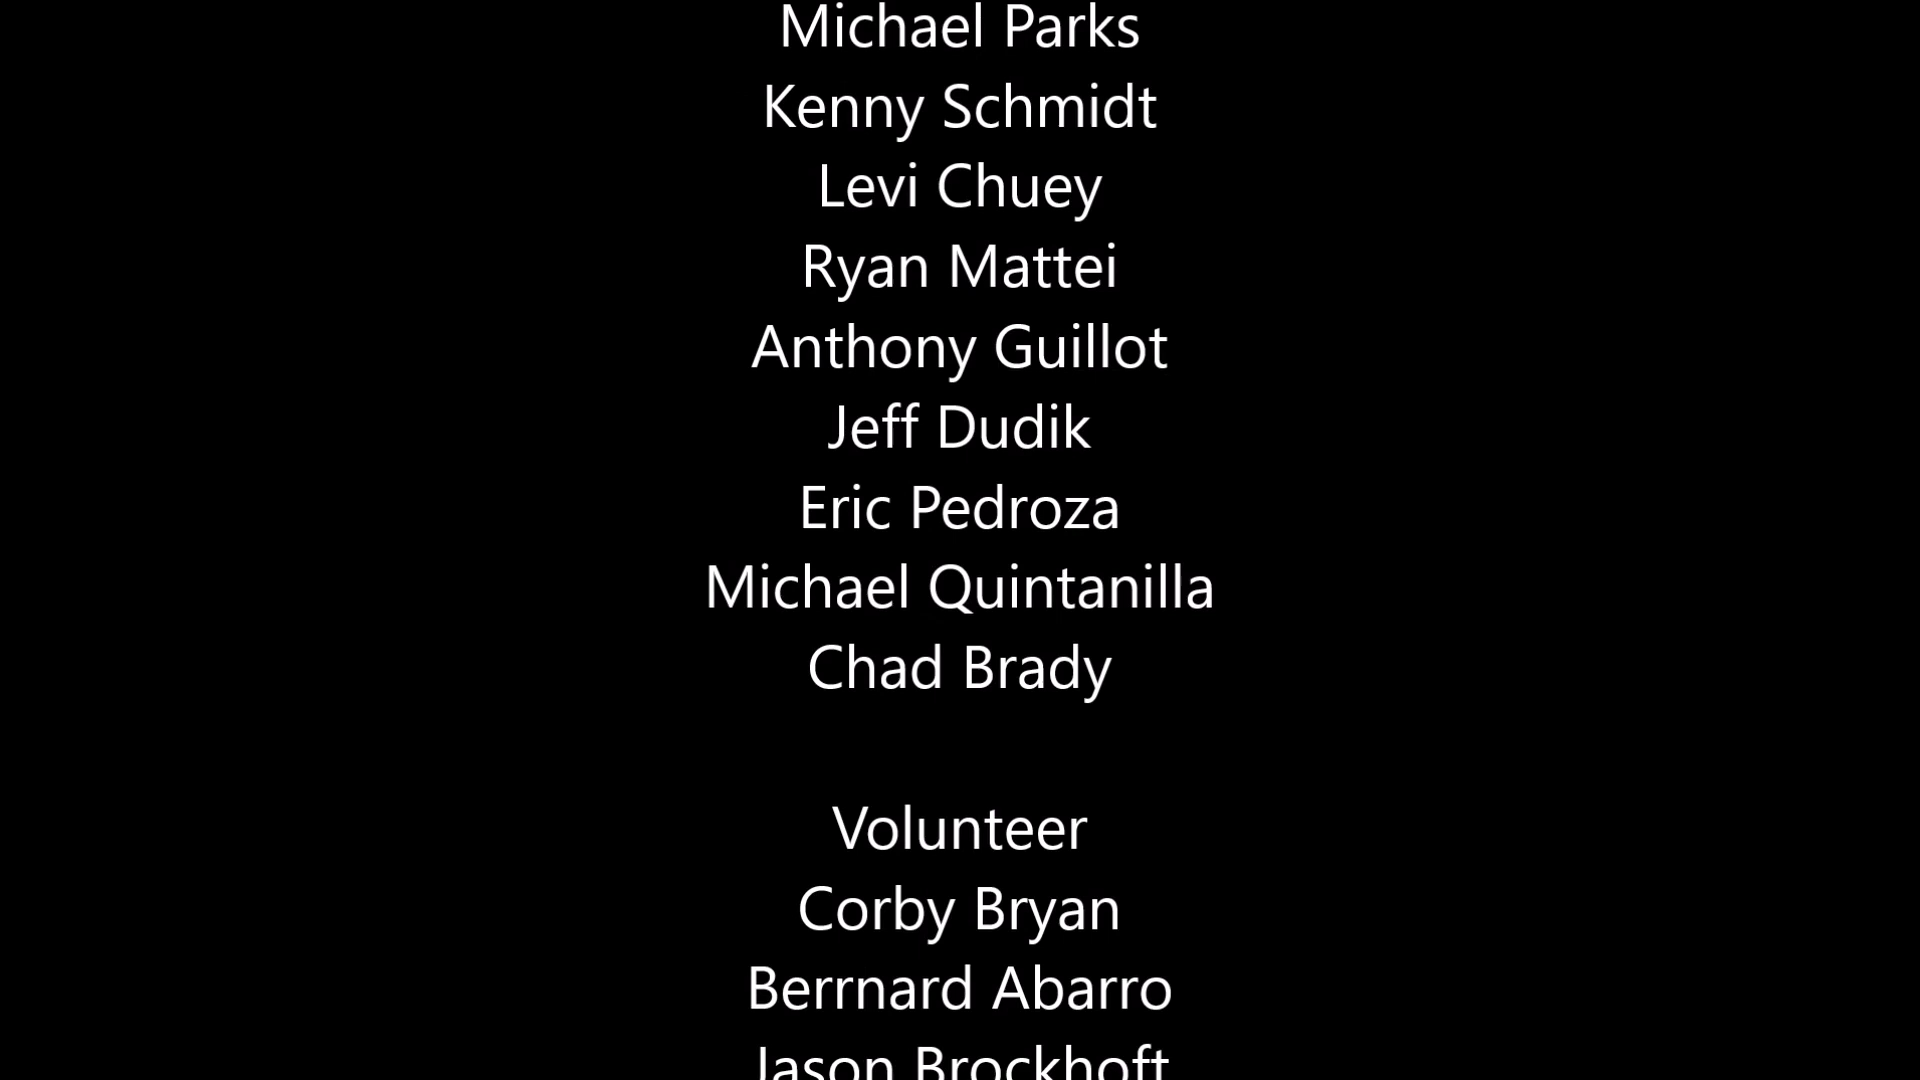 Michael Parks
Kenny Schmidt
Levi Chuey
Ryan Mattei
Anthony Guillot
Jeff Dudik
Eric Pedroza
Michael Quintanilla
Chad Brady
Volunteer
Corby Bryan
Berrnard Abarro
Jason Brockhoft